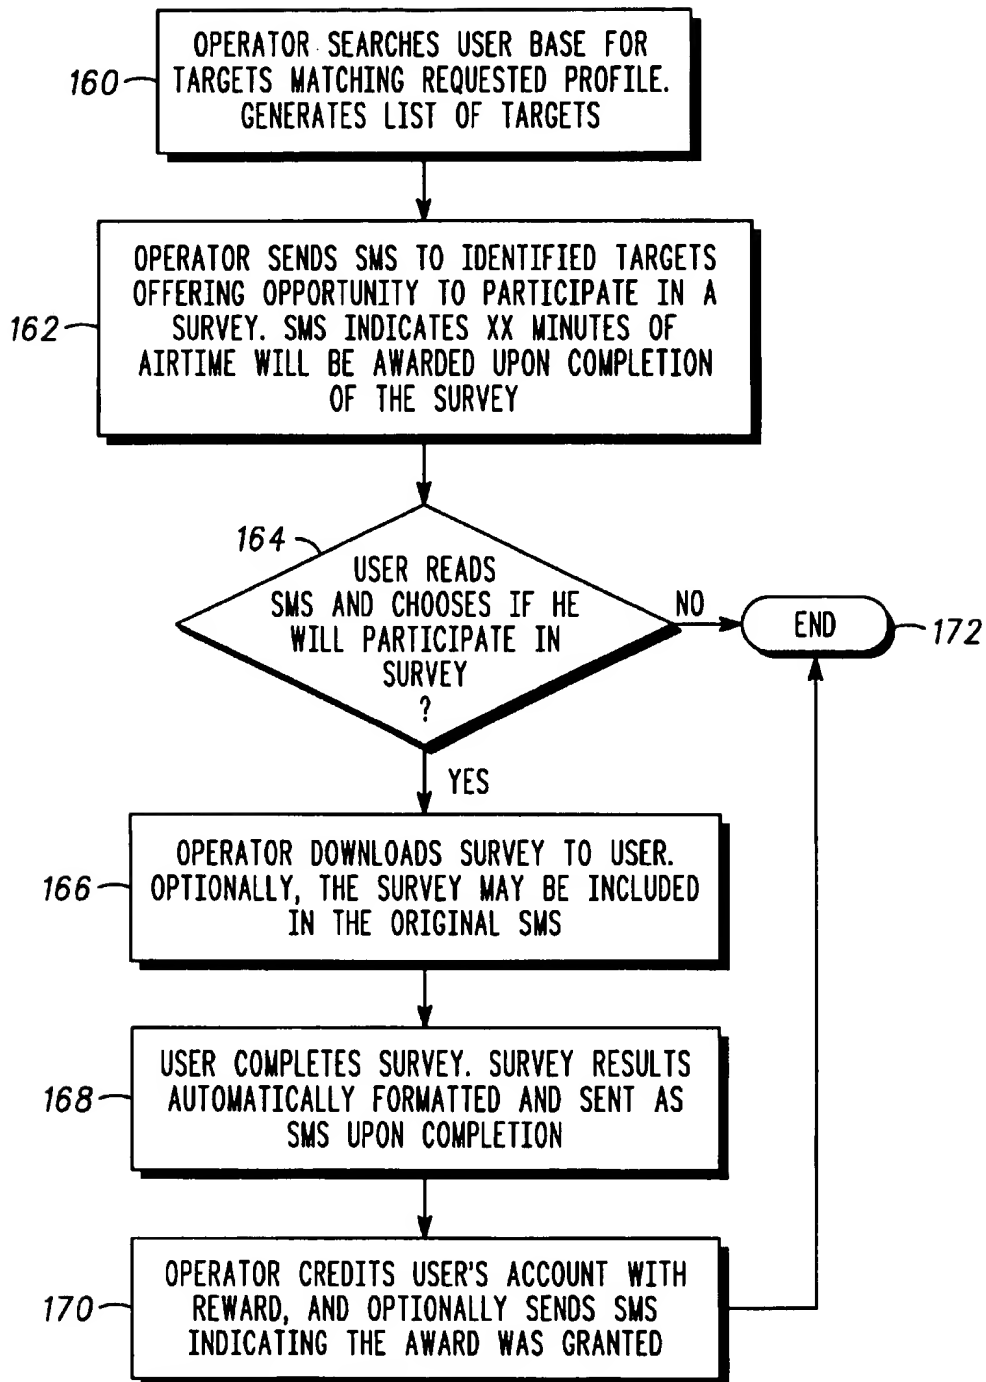 160
OPERATOR SEARCHES USER BASE FOR
TARGETS MATCHING REQUESTED PROFILE.
GENERATES LIST OF TARGETS
162
OPERATOR SENDS SMS TO IDENTIFIED TARGETS
OFFERING OPPORTUNITY TO PARTICIPATE IN A
SURVEY. SMS INDICATES XX MINUTES OF
AIRTIME WILL BE AWARDED UPON COMPLETION
OF THE SURVEY
164
USER READS
SMS AND CHOOSES IF HE
WILL PARTICIPATE IN
SURVEY
?
NO
END
172
YES
166
OPERATOR DOWNLOADS SURVEY TO USER.
OPTIONALLY, THE SURVEY MAY BE INCLUDED
IN THE ORIGINAL SMS
168
USER COMPLETES SURVEY. SURVEY RESULTS
AUTOMATICALLY FORMATTED AND SENT AS
SMS UPON COMPLETION
170
OPERATOR CREDITS USER'S ACCOUNT WITH
REWARD, AND OPTIONALLY SENDS SMS
INDICATING THE AWARD WAS GRANTED